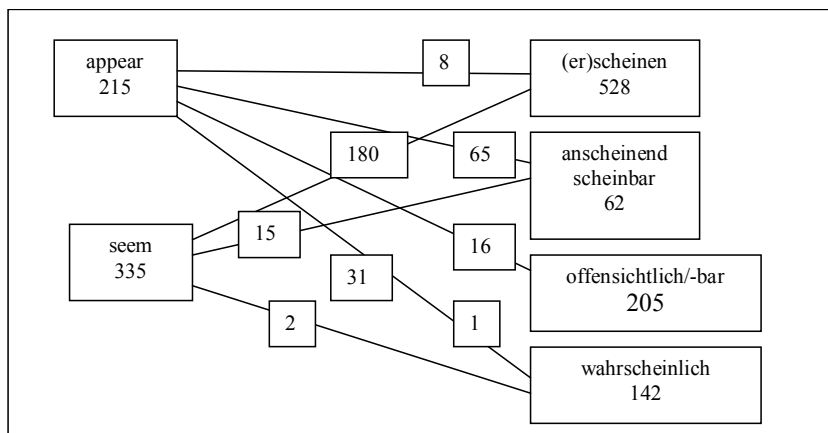 appear
215
8
(er)scheinen
528
180
65
anscheinend
scheinbar
62
seem
335
15
16
31
offensichtlich/-bar
205
2
1
wahrscheinlich
142